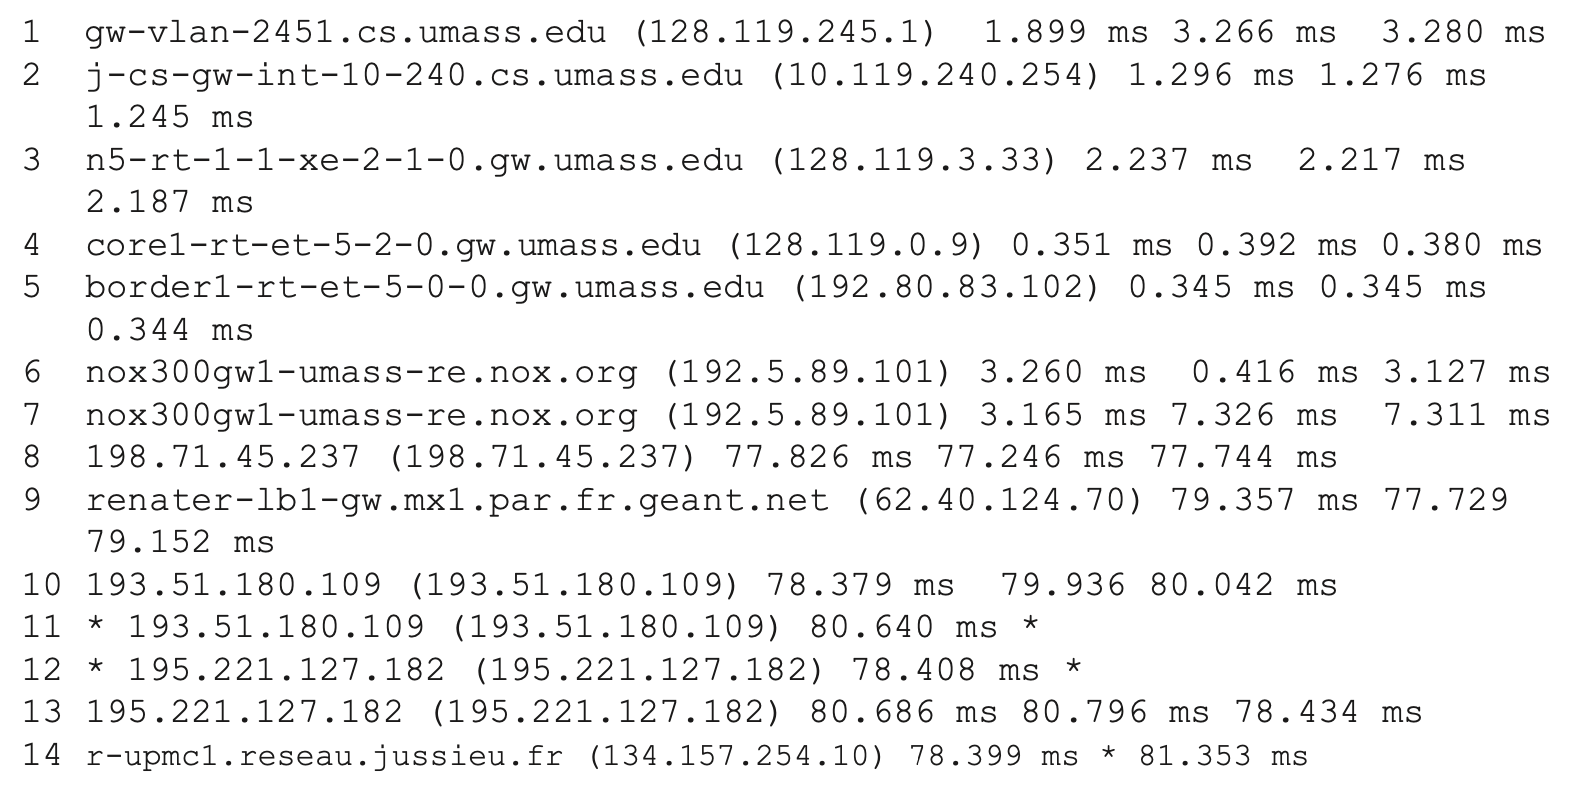 1 gw-vlan-2451.cs.umass.edu (128.119.245.1) 1.899 ms 3.266 ms 3.280 ms
2 j-cs-gw-int-10-240.cs.umass.edu (10.119.240.254) 1.296 ms 1.276 ms
1.245 ms
3 n5-rt-1-1-xe-2-1-0.gw.umass.edu (128.119.3.33) 2.237 ms 2.217 ms
2.187 ms
4 core1-rt-et-5-2-0.gw.umass.edu (128.119.0.9) 0.351 ms 0.392 ms 0.380 ms
5 border1-rt-et-5-0-0.gw.umass.edu (192.80.83.102) 0.345 ms 0.345 ms
0.344 ms
6 nox300gw1-umass-re.nox.org (192.5.89.101) 3.260 ms 0.416 ms 3.127 ms
7 nox300gw1-umass-re.nox.org (192.5.89.101) 3.165 ms 7.326 ms 7.311 ms
8 198.71.45.237 (198.71.45.237) 77.826 ms 77.246 ms 77.744 ms
9 renater-lb1-gw.mx1.par.fr.geant.net (62.40.124.70) 79.357 ms 77.729
79.152 ms
10 193.51.180.109 (193.51.180.109) 78.379 ms 79.936 80.042 ms
11 * 193.51.180.109 (193.51.180.109) 80.640 ms *
12 * 195.221.127.182 (195.221.127.182) 78.408 ms *
13 195.221.127.182 (195.221.127.182) 80.686 ms 80.796 ms 78.434 ms
14 r-upmc1.reseau.jussieu.fr (134.157.254.10) 78.399 ms * 81.353 ms